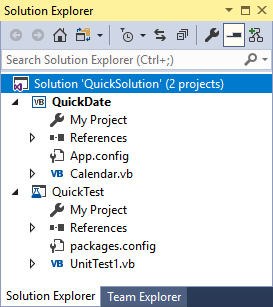 Solution Explorer
Search Solution Explorer (Ctrl+;)
Solution 'QuickSolution' (2 projects)
VB QuickDate
My Project
References
App.config
VB Calendar.vb
QuickTest
My Project
References
packages.config
VB UnitTest1.vb
Solution Explorer Team Explorer